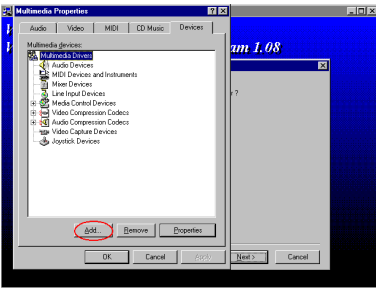 Multimedia Properties
Audio Video MIDI CD Music Devices
Multimedia devices:
Multimedia Drivers
Audio Devices
MIDI Devices and Instruments
Mixer Devices
Line Input Devices
Media Control Devices
Video Compression Codecs
Audio Compression Codecs
Video Capture Devices
Joystick Devices
Add... Remove Properties
OK Cancel Apply
am 1.08
r ?
Next > Cancel